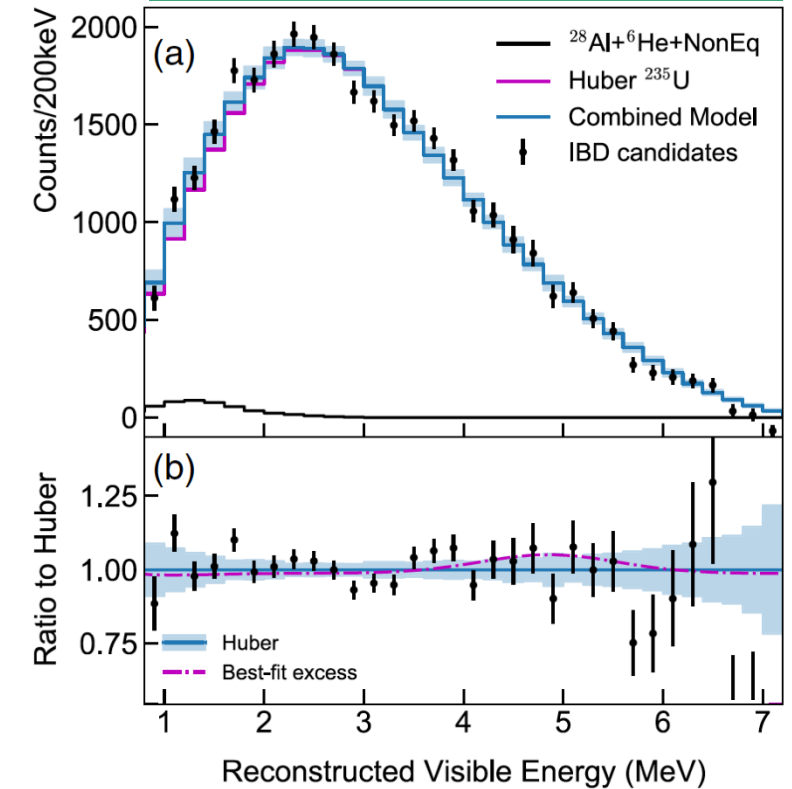 (a)
²⁸Al+⁶He+NonEq
Huber ²³⁵U
Combined Model
IBD candidates
Counts/200keV
2000
1500
1000
500
0
(b)
Ratio to Huber
1.25
1.00
0.75
Huber
Best-fit excess
1 2 3 4 5 6 7
Reconstructed Visible Energy (MeV)